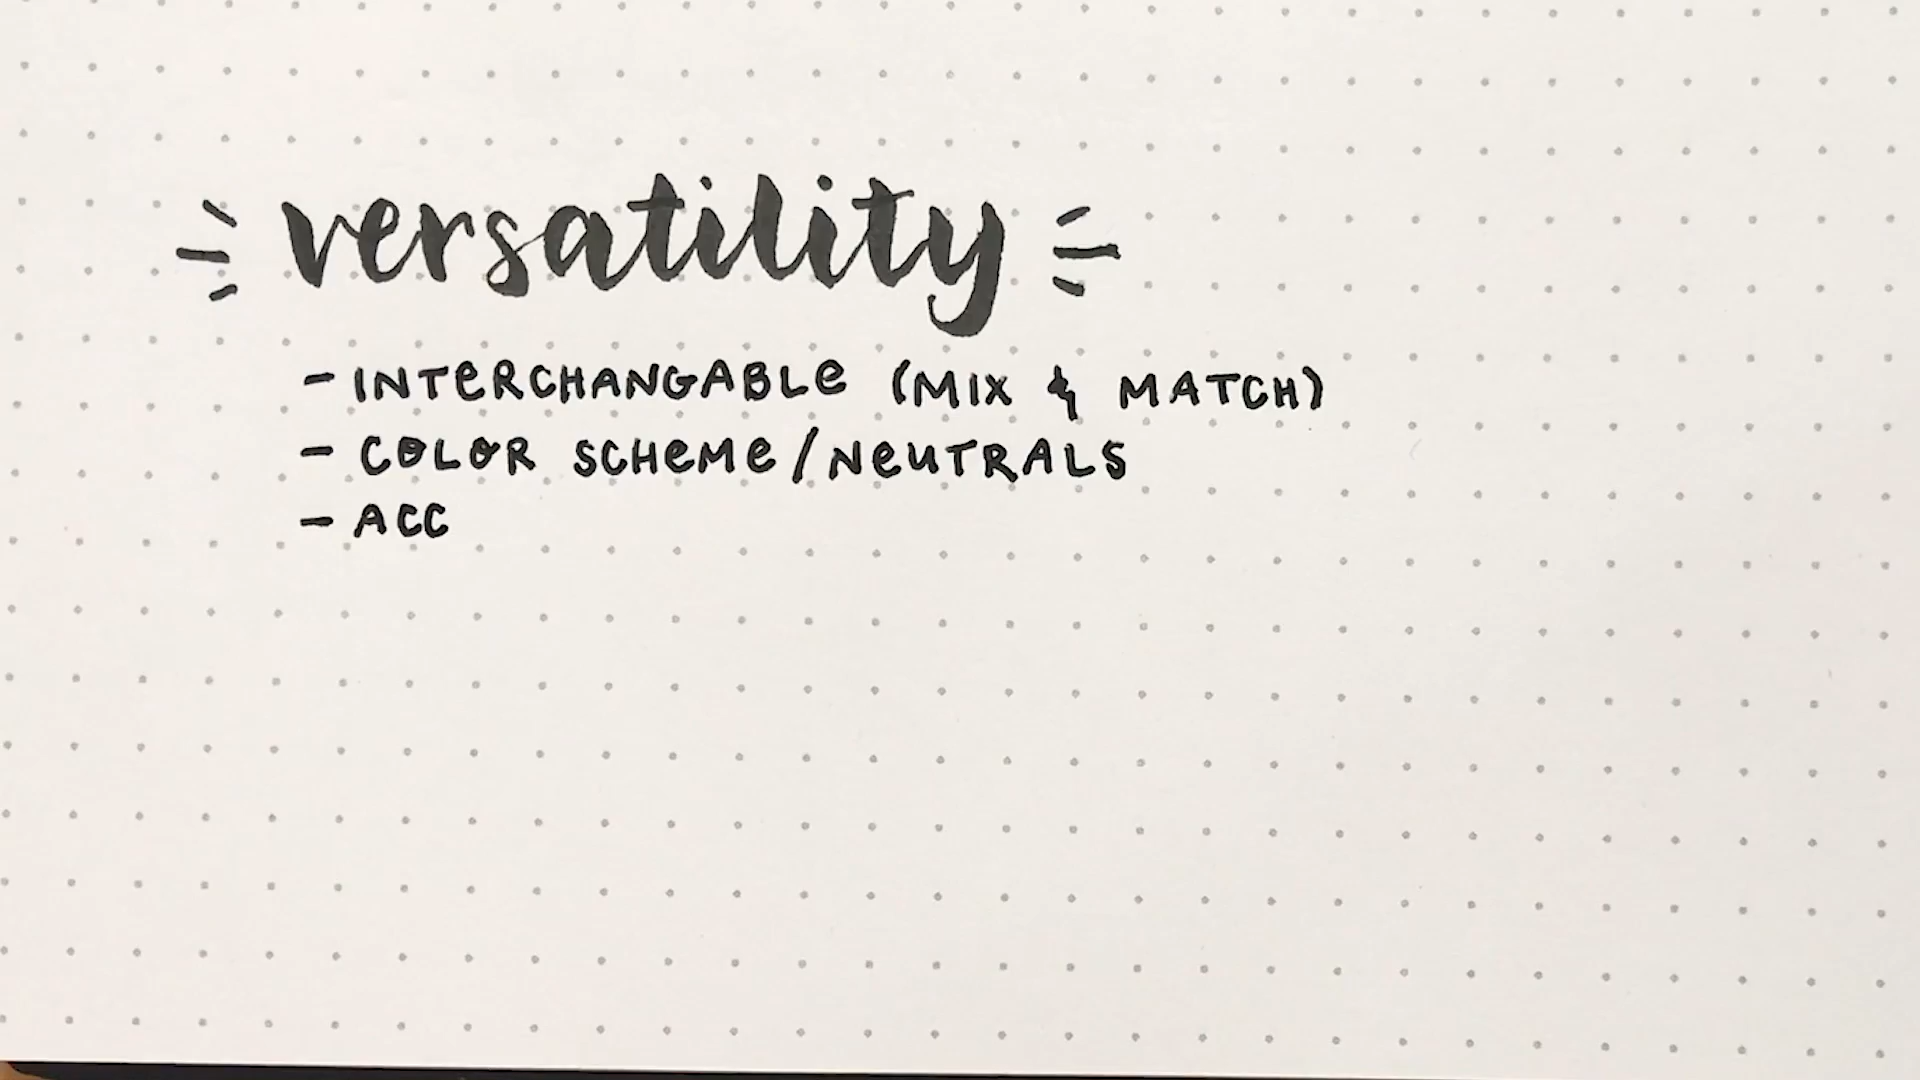 versatility
- INTERCHANGABLE (MIX & MATCH)
- COLOR SCHEME/NEUTRALS
- ACC